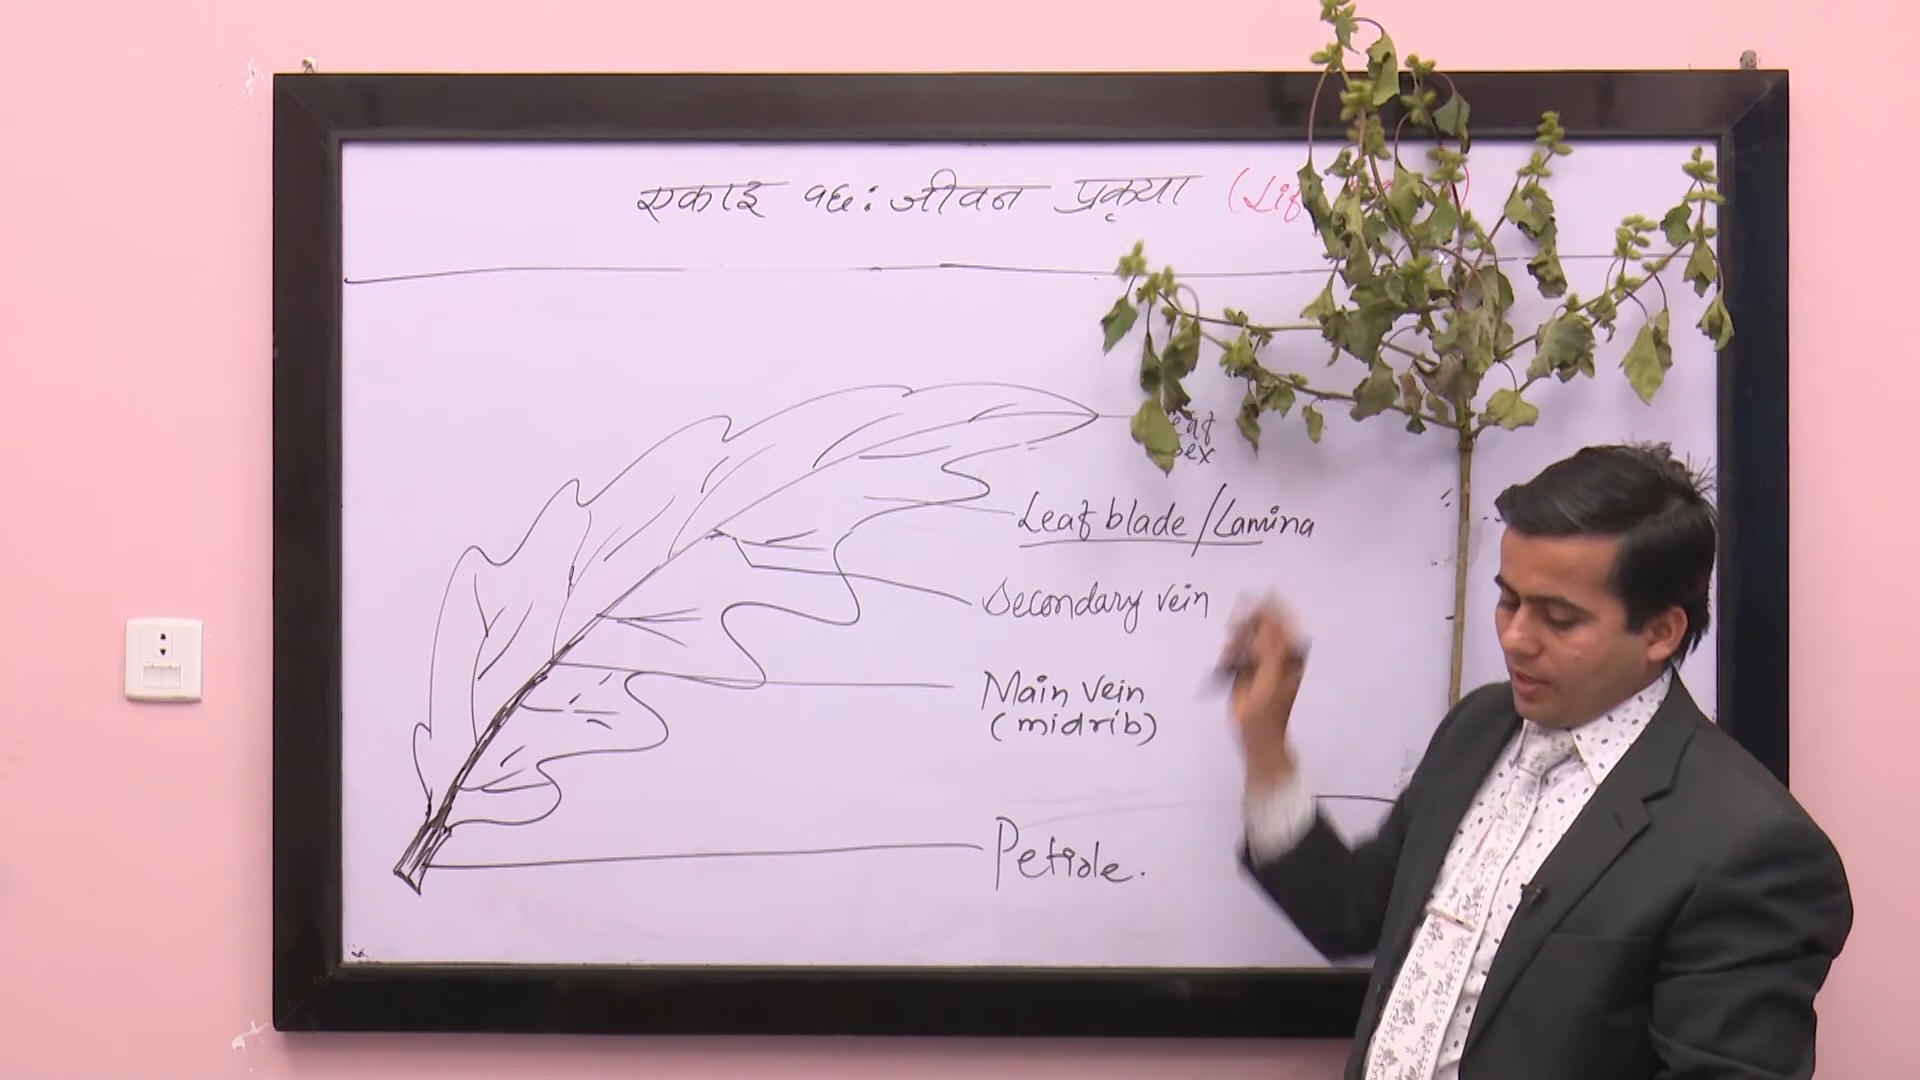 एकाइ १६: जीवन प्रकृया
Leaf blade/Lamina
Secondary vein
Main vein
(midrib)
Petiole.